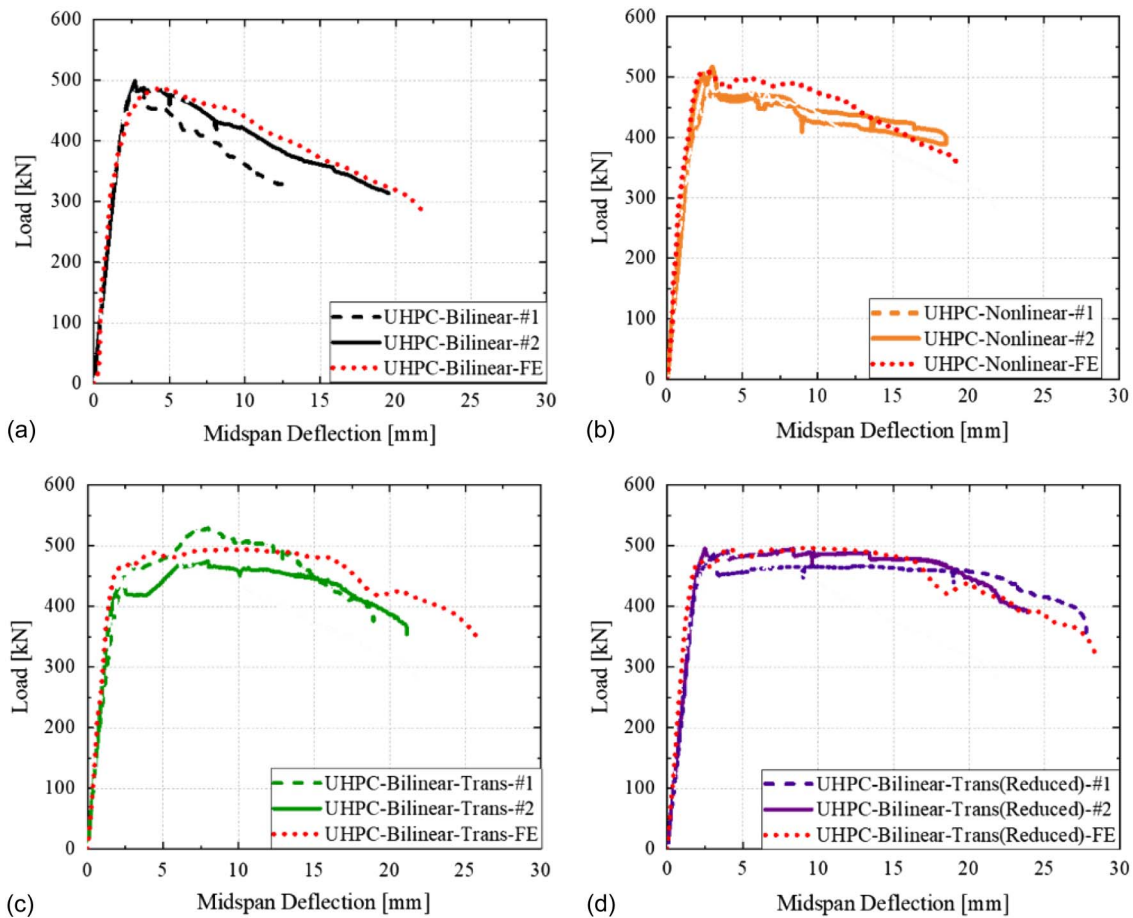 600
500
400
300
200
100
0
Load [kN]
UHPC-Bilinear-#1
UHPC-Bilinear-#2
UHPC-Bilinear-FE
0 5 10 15 20 25 30
(a) Midspan Deflection [mm]
600
500
400
300
200
100
0
Load [kN]
UHPC-Nonlinear-#1
UHPC-Nonlinear-#2
UHPC-Nonlinear-FE
0 5 10 15 20 25 30
(b) Midspan Deflection [mm]
600
500
400
300
200
100
0
Load [kN]
UHPC-Bilinear-Trans-#1
UHPC-Bilinear-Trans-#2
UHPC-Bilinear-Trans-FE
0 5 10 15 20 25 30
(c) Midspan Deflection [mm]
600
500
400
300
200
100
0
Load [kN]
UHPC-Bilinear-Trans(Reduced)-#1
UHPC-Bilinear-Trans(Reduced)-#2
UHPC-Bilinear-Trans(Reduced)-FE
0 5 10 15 20 25 30
(d) Midspan Deflection [mm]